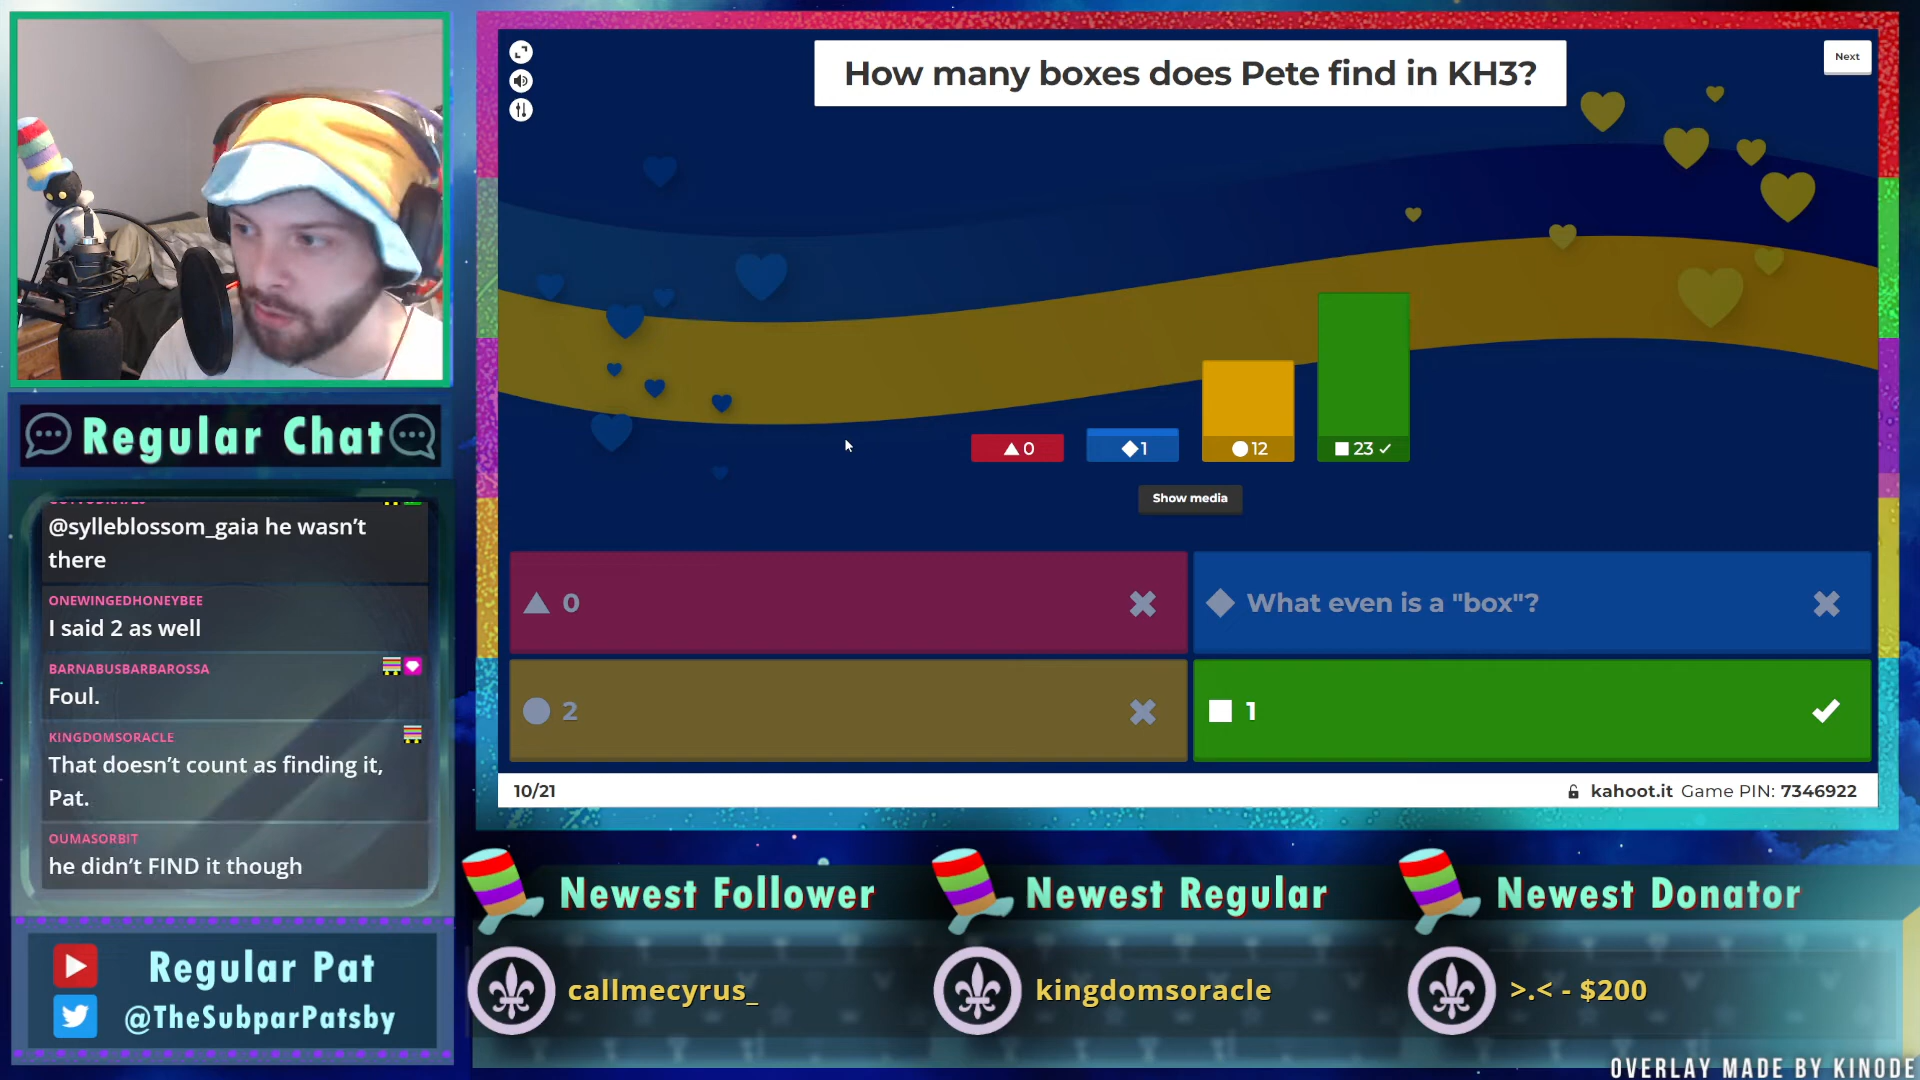 How many boxes does Pete find in KH3?
Next
0
1
12
23
Show media
0
What even is a "box"?
2
1
10/21
kahoot.it Game PIN: 7346922
Regular Chat
@sylleblossom_gaia he wasn't
there
ONEWINGEDHONEYBEE
I said 2 as well
BARNABUSBARBAROSSA
Foul.
KINGDOMSORACLE
That doesn't count as finding it,
Pat.
OUMASORBIT
he didn't FIND it though
Regular Pat
@TheSubparPatsby
Newest Follower
callmecyrus_
Newest Regular
kingdomsoracle
Newest Donator
>.< - $200
OVERLAY MADE BY KINODE